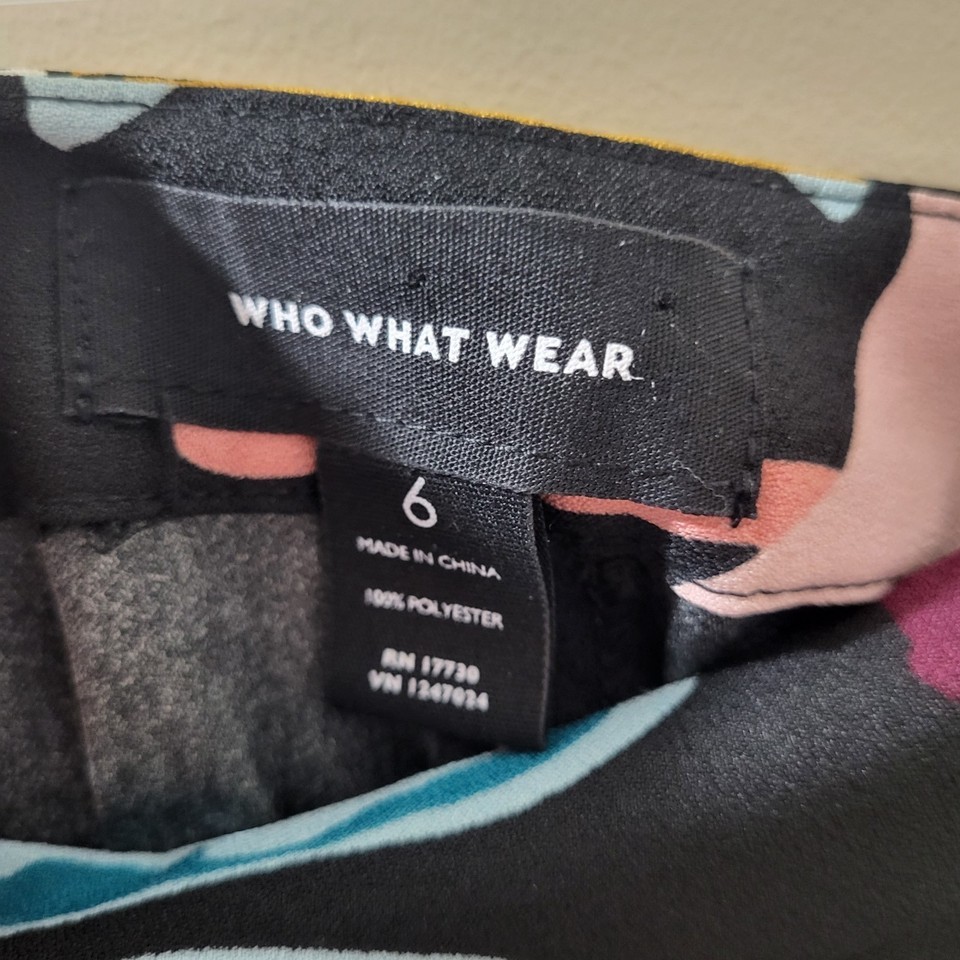 WHO WHAT WEAR
6
MADE IN CHINA
100% POLYESTER
RN 17730
VN 1247024